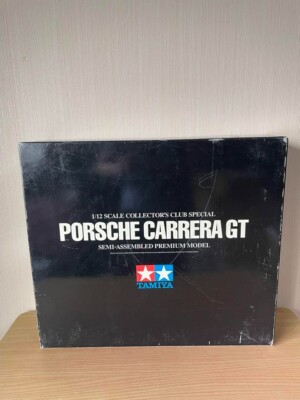 1/12 SCALE COLLECTOR'S CLUB SPECIAL
PORSCHE CARRERA GT
SEMI-ASSEMBLED PREMIUM MODEL
TAMIYA